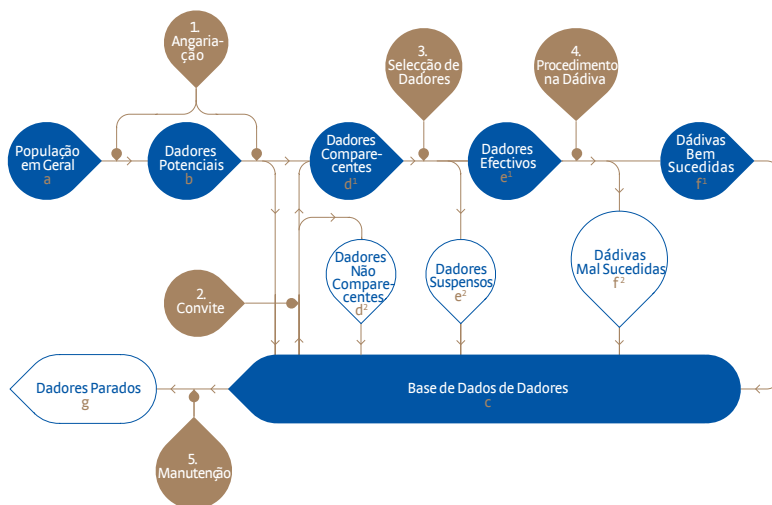 1.
Angaria-
ção
3.
Selecção de
Dadores
4.
Procedimento
na Dádiva
População
em Geral
a
Dadores
Potenciais
b
Dadores
Compare-
centes
d¹
Dadores
Efectivos
e¹
Dádivas
Bem
Sucedidas
f¹
Dadores
Não
Compare-
centes
d²
Dadores
Suspensos
e²
Dádivas
Mal Sucedidas
f²
2.
Convite
Dadores Parados
g
Base de Dados de Dadores
c
5.
Manutenção